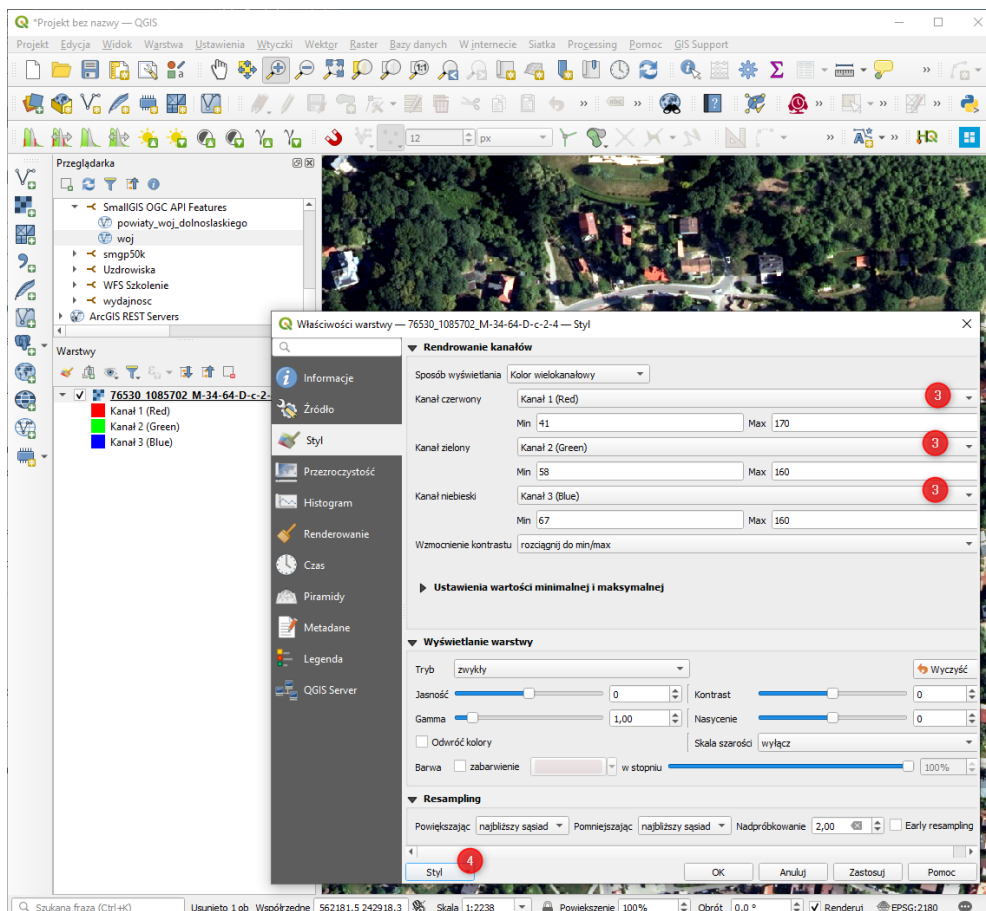 *Projekt bez nazwy — QGIS
Projekt Edycja Widok Warstwa Ustawienia Wtyczki Wektor Raster Bazy danych W internecie Siatka Processing Pomoc GIS Support
12 px
HQ
Przeglądarka
SmallGIS OGC API Features
powiaty_woj_dolnoslaskiego
woj
smgp50k
Uzdrowiska
WFS Szkolenie
wydajnosc
ArcGIS REST Servers
Warstwy
76530_1085702_M-34-64-D-c-2-
Kanał 1 (Red)
Kanał 2 (Green)
Kanał 3 (Blue)
Właściwości warstwy — 76530_1085702_M-34-64-D-c-2-4 — Styl
Informacje
Źródło
Styl
Przezroczystość
Histogram
Renderowanie
Czas
Piramidy
Metadane
Legenda
QGIS Server
Rendrowanie kanałów
Sposób wyświetlania Kolor wielokanałowy
Kanał czerwony Kanał 1 (Red) 3
Min 41 Max 170
Kanał zielony Kanał 2 (Green) 3
Min 58 Max 160
Kanał niebieski Kanał 3 (Blue) 3
Min 67 Max 160
Wzmocnienie kontrastu rozciągnij do min/max
Ustawienia wartości minimalnej i maksymalnej
Wyświetlanie warstwy
Tryb zwykły Wyczyść
Jasność 0 Kontrast 0
Gamma 1,00 Nasycenie 0
Odwróć kolory Skala szarości wyłącz
Barwa zabarwienie w stopniu 100%
Resampling
Powiększając najbliższy sąsiad Pomniejszając najbliższy sąsiad Nadpróbkowanie 2,00 Early resampling
Styl 4 OK Anuluj Zastosuj Pomoc
Szukana fraza (Ctrl+K) Usunięto 1 ob Współrzędne 562181.5 242918.3 Skala 1:2238 Powiększenie 100% Obrót 0,0 ° Renderuj EPSG:2180